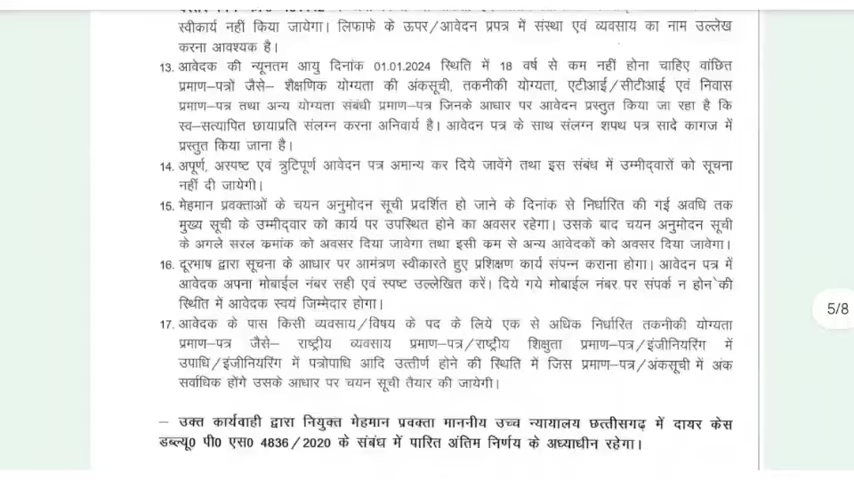 स्वीकार्य नहीं किया जायेगा। लिफाफे के ऊपर/आवेदन प्रपत्र में संस्था एवं व्यवसाय का नाम उल्लेख
करना आवश्यक है।
13. आवेदक की न्यूनतम आयु दिनांक 01.01.2024 स्थिति में 18 वर्ष से कम नहीं होना चाहिए वांछित
प्रमाण–पत्रों जैसे– शैक्षणिक योग्यता की अंकसूची, तकनीकी योग्यता, एटीआई/सीटीआई एवं निवास
प्रमाण–पत्र तथा अन्य योग्यता संबंधी प्रमाण–पत्र जिनके आधार पर आवेदन प्रस्तुत किया जा रहा है कि
स्व–सत्यापित छायाप्रति संलग्न करना अनिवार्य है। आवेदन पत्र के साथ संलग्न शपथ पत्र सादे कागज में
प्रस्तुत किया जाना है।
14. अपूर्ण, अस्पष्ट एवं त्रुटिपूर्ण आवेदन पत्र अमान्य कर दिये जावेंगे तथा इस संबंध में उम्मीदवारों को सूचना
नहीं दी जायेगी।
15. मेहमान प्रवक्ताओं के चयन अनुमोदन सूची प्रदर्शित हो जाने के दिनांक से निर्धारित की गई अवधि तक
मुख्य सूची के उम्मीदवार को कार्य पर उपस्थित होने का अवसर रहेगा। उसके बाद चयन अनुमोदन सूची
के अगले सरल कमांक को अवसर दिया जावेगा तथा इसी कम से अन्य आवेदकों को अवसर दिया जावेगा।
16. दूरभाष द्वारा सूचना के आधार पर आमंत्रण स्वीकारते हुए प्रशिक्षण कार्य संपन्न कराना होगा। आवेदन पत्र में
आवेदक अपना मोबाईल नंबर सही एवं स्पष्ट उल्लेखित करें। दिये गये मोबाईल नंबर पर संपर्क न होने की
स्थिति में आवेदक स्वयं जिम्मेदार होगा।
17. आवेदक के पास किसी व्यवसाय/विषय के पद के लिये एक से अधिक निर्धारित तकनीकी योग्यता
प्रमाण–पत्र जैसे– राष्ट्रीय व्यवसाय प्रमाण–पत्र/राष्ट्रीय शिक्षुता प्रमाण–पत्र/इंजीनियरिंग में
उपाधि/इंजीनियरिंग में पत्रोपाधि आदि उत्तीर्ण होने की स्थिति में जिस प्रमाण–पत्र/अंकसूची में अंक
सर्वाधिक होंगे उसके आधार पर चयन सूची तैयार की जायेगी।
5/8
– उक्त कार्यवाही द्वारा नियुक्त मेहमान प्रवक्ता माननीय उच्च न्यायालय छत्तीसगढ़ में दायर केस
डब्ल्यू0 पी0 एस0 4836/2020 के संबंध में पारित अंतिम निर्णय के अध्याधीन रहेगा।